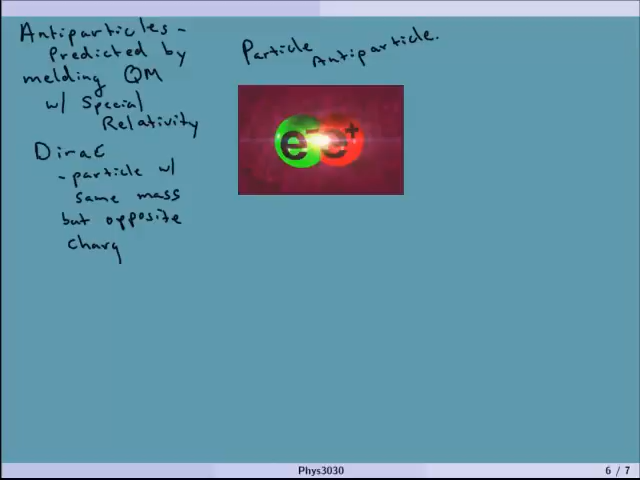 Antiparticles -
Predicted by
melding QM
w/ Special
Relativity
Dirac
- particle w/
same mass
but opposite
charg
Particle Antiparticle.
e- e+
Phys3030
6 / 7